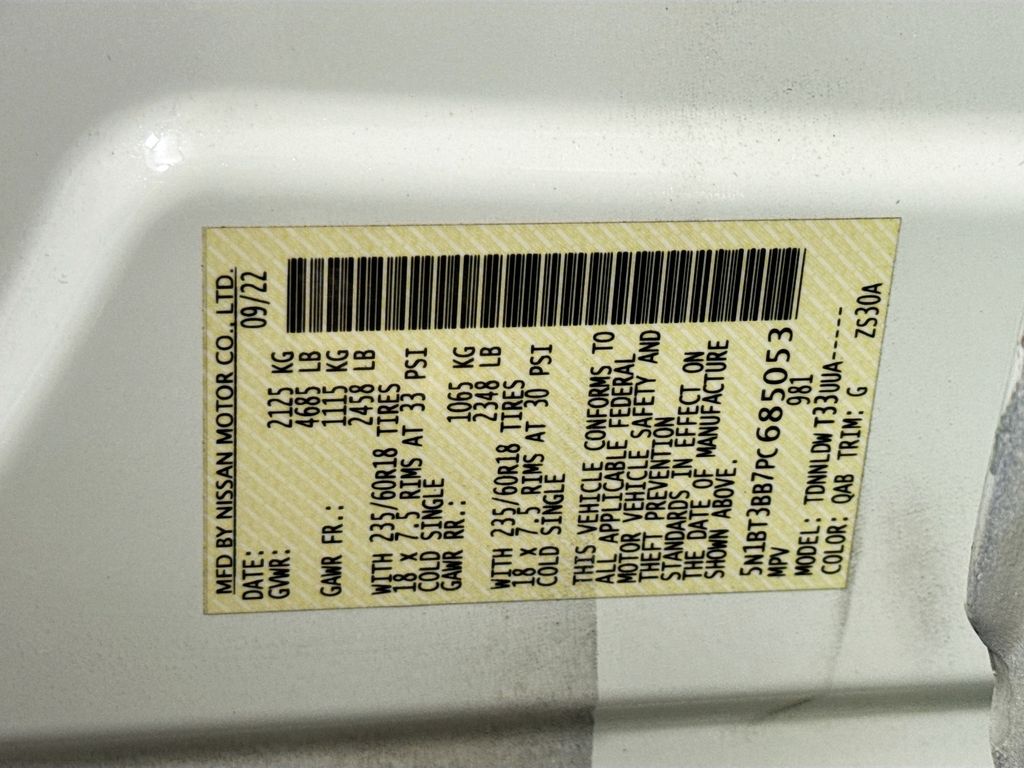 MFD BY NISSAN MOTOR CO., LTD.
DATE: 09/22
GVWR: 2125 KG
4685 LB
GAWR FR.: 1115 KG
2458 LB
WITH 235/60R18 TIRES
18 X 7.5 RIMS AT 33 PSI
COLD SINGLE
GAWR RR.: 1065 KG
2348 LB
WITH 235/60R18 TIRES
18 X 7.5 RIMS AT 30 PSI
COLD SINGLE
THIS VEHICLE CONFORMS TO
ALL APPLICABLE FEDERAL
MOTOR VEHICLE SAFETY AND
THEFT PREVENTION
STANDARDS IN EFFECT ON
THE DATE OF MANUFACTURE
SHOWN ABOVE.
5N1BT3BB7PC685053
MPV 981
MODEL: TDNNLDW T33UUA-----
COLOR: QAB TRIM: G ZS30A